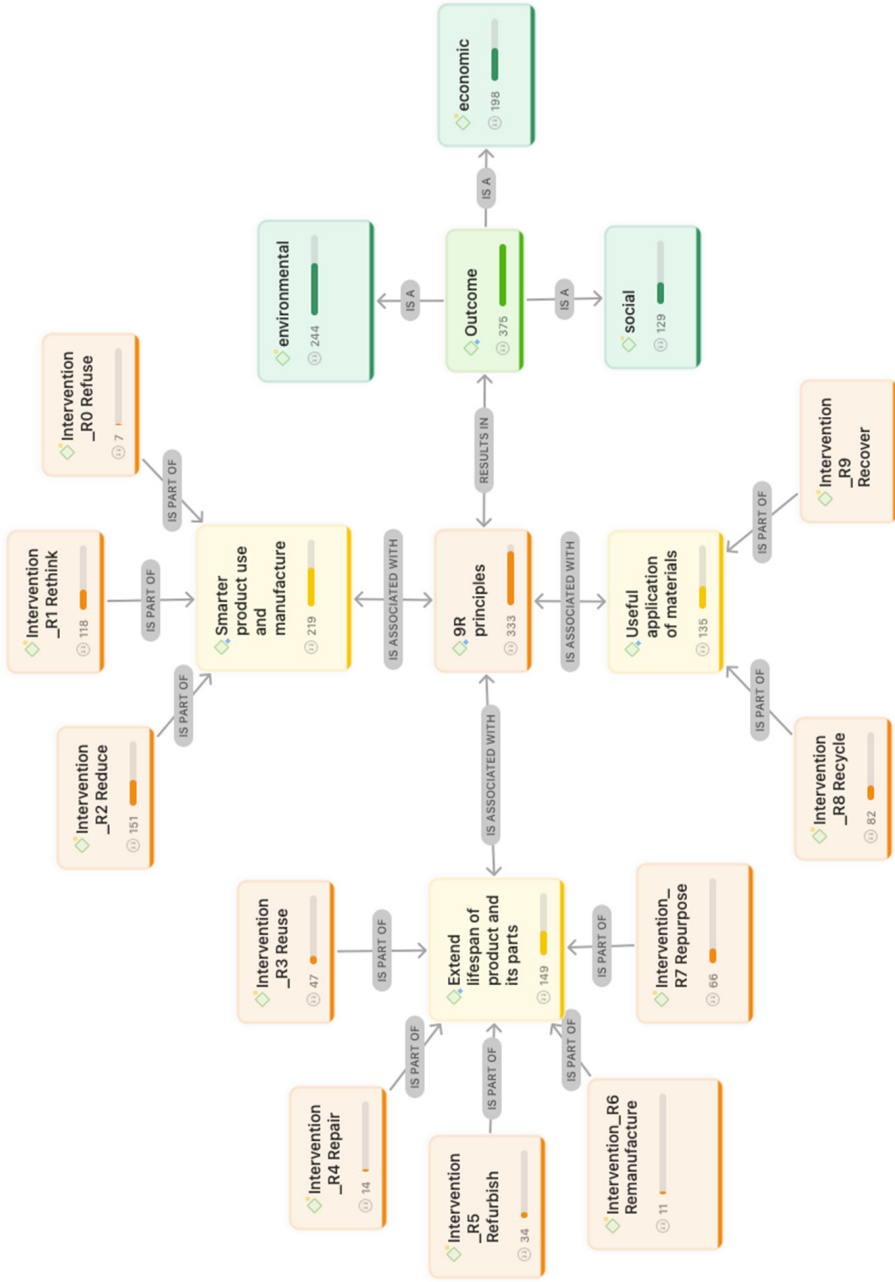 Intervention
_R1 Rethink
118
Intervention
_R0 Refuse
7
Intervention
_R2 Reduce
151
IS PART OF
IS PART OF
IS PART OF
Smarter
product use
and
manufacture
219
Intervention
_R3 Reuse
47
environmental
244
Intervention
_R4 Repair
14
IS PART OF
IS ASSOCIATED WITH
IS A
IS PART OF
Intervention
_R5
Refurbish
34
IS PART OF
Extend
lifespan of
product and
its parts
149
IS ASSOCIATED WITH
9R
principles
333
RESULTS IN
Outcome
375
IS A
economic
198
IS PART OF
IS PART OF
IS ASSOCIATED WITH
IS A
Intervention_R6
Remanufacture
11
Intervention_
R7 Repurpose
66
Useful
application
of materials
135
social
129
IS PART OF
IS PART OF
Intervention
_R8 Recycle
82
Intervention
_R9
Recover